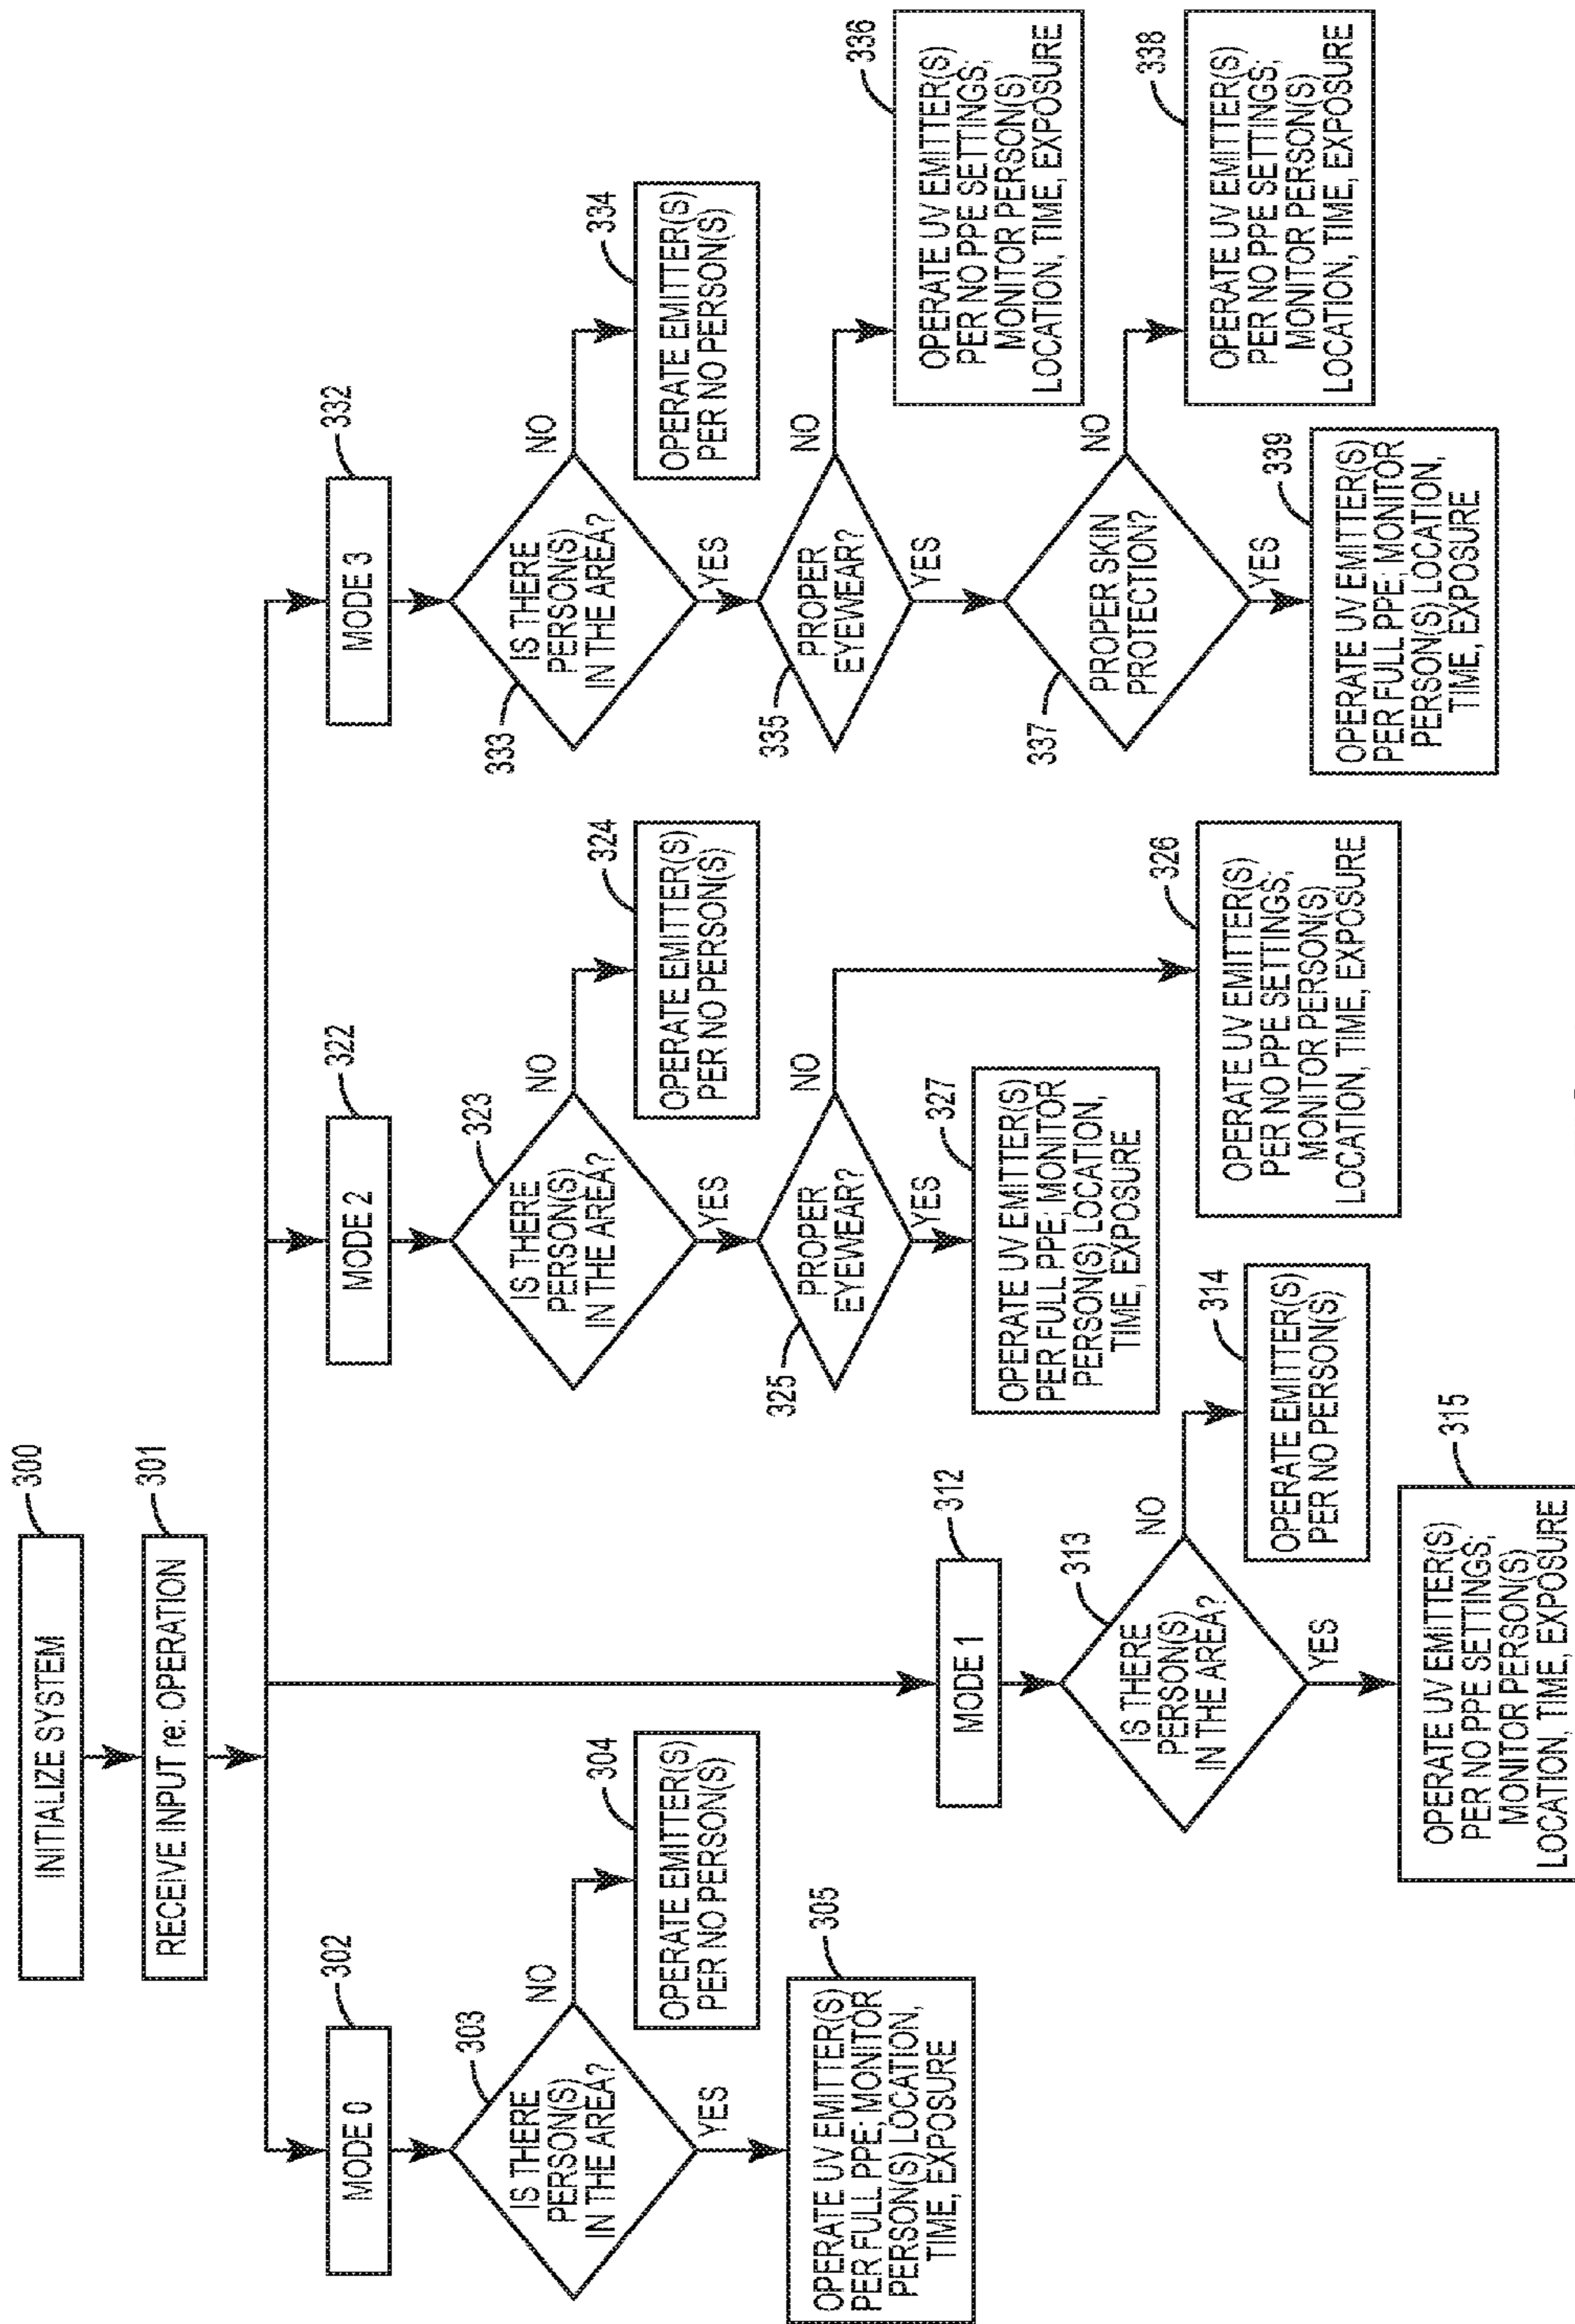 INITIALIZE SYSTEM
300
RECEIVE INPUT re: OPERATION
301
MODE 0
302
IS THERE
PERSON(S)
IN THE AREA?
303
NO
OPERATE EMITTER(S)
PER NO PERSON(S)
304
YES
OPERATE UV EMITTER(S)
PER FULL PPE; MONITOR
PERSON(S) LOCATION,
TIME, EXPOSURE
305
MODE 1
312
IS THERE
PERSON(S)
IN THE AREA?
313
NO
OPERATE EMITTER(S)
PER NO PERSON(S)
314
YES
OPERATE UV EMITTER(S)
PER NO PPE SETTINGS;
MONITOR PERSON(S)
LOCATION, TIME, EXPOSURE
315
MODE 2
322
IS THERE
PERSON(S)
IN THE AREA?
323
NO
OPERATE EMITTER(S)
PER NO PERSON(S)
324
YES
PROPER
EYEWEAR?
325
NO
OPERATE UV EMITTER(S)
PER NO PPE SETTINGS;
MONITOR PERSON(S)
LOCATION, TIME, EXPOSURE
326
YES
OPERATE UV EMITTER(S)
PER FULL PPE; MONITOR
PERSON(S) LOCATION,
TIME, EXPOSURE
327
MODE 3
332
IS THERE
PERSON(S)
IN THE AREA?
333
NO
OPERATE EMITTER(S)
PER NO PERSON(S)
334
YES
PROPER
EYEWEAR?
335
NO
OPERATE UV EMITTER(S)
PER NO PPE SETTINGS;
MONITOR PERSON(S)
LOCATION, TIME, EXPOSURE
336
YES
PROPER SKIN
PROTECTION?
337
NO
OPERATE UV EMITTER(S)
PER NO PPE SETTINGS;
MONITOR PERSON(S)
LOCATION, TIME, EXPOSURE
338
YES
OPERATE UV EMITTER(S)
PER FULL PPE; MONITOR
PERSON(S) LOCATION,
TIME, EXPOSURE
339